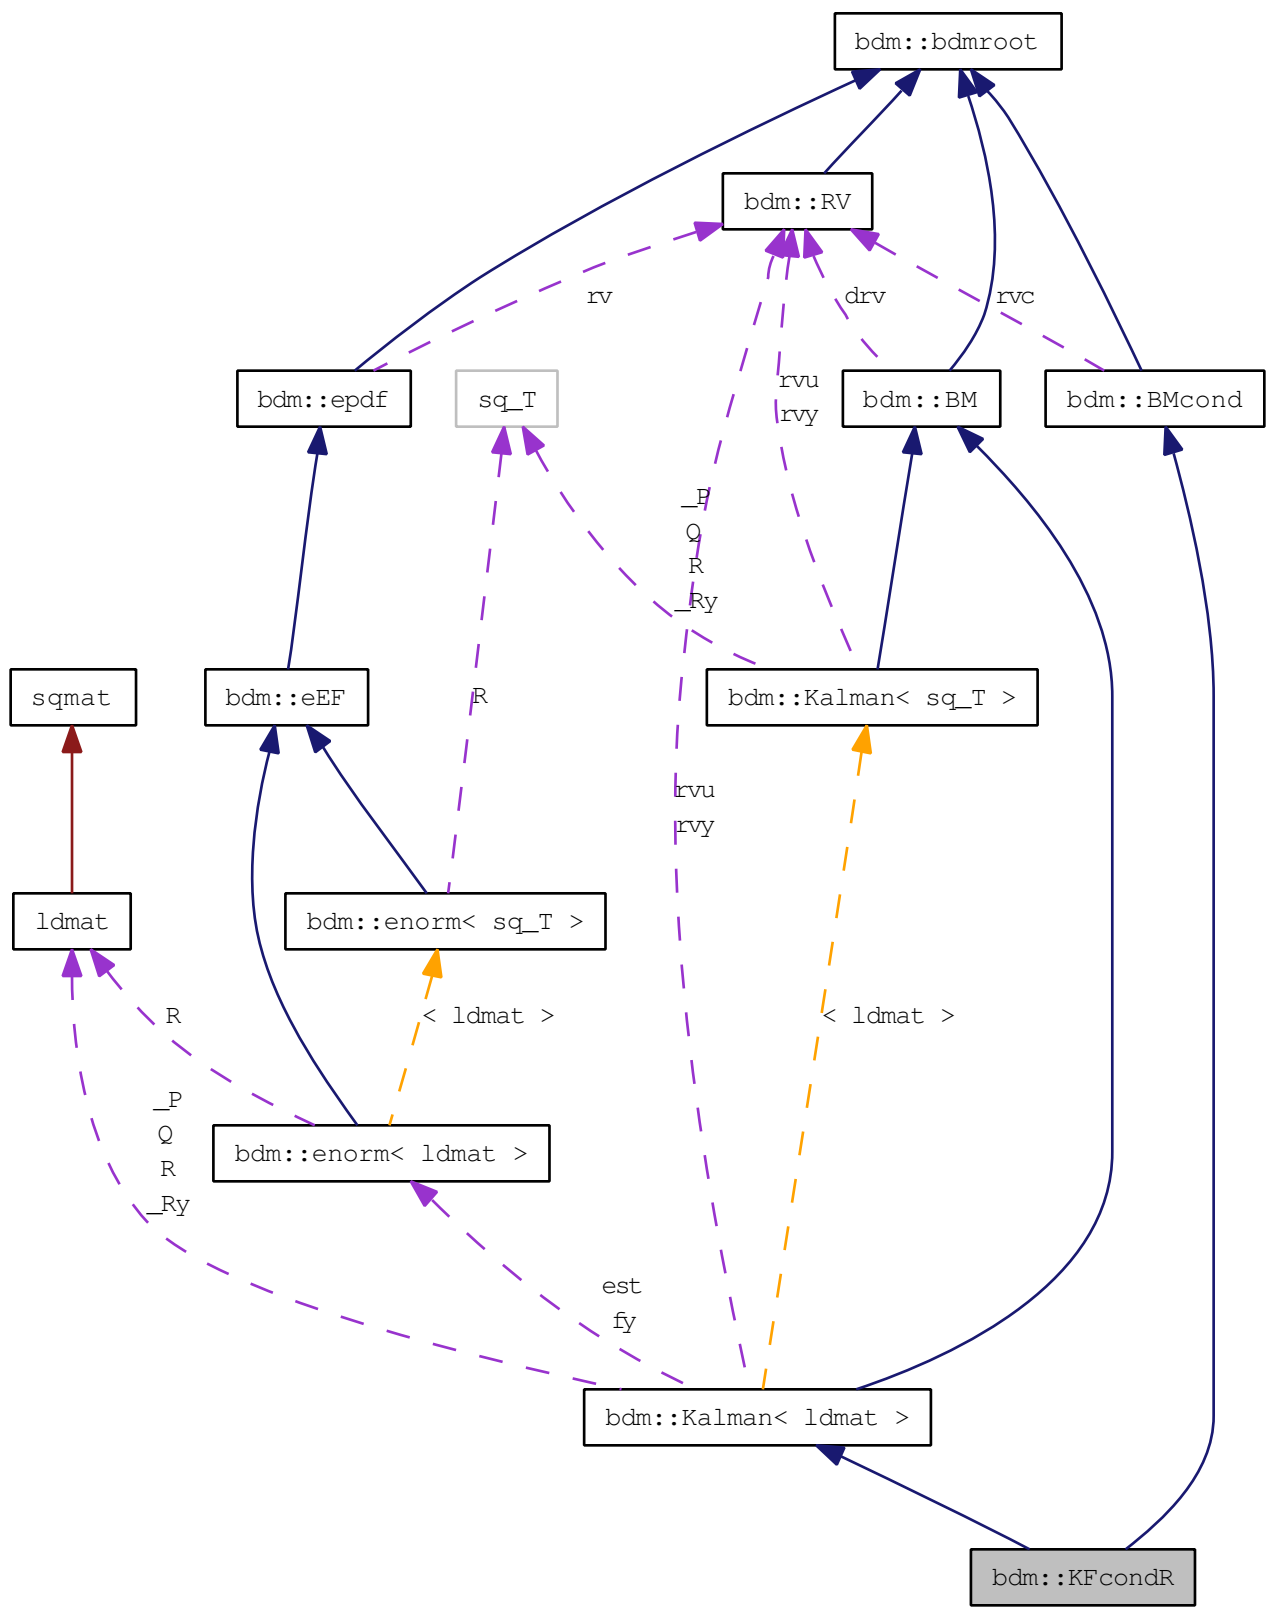 bdm::bdmroot
bdm::RV
rv
drv
rvc
bdm::epdf
sq_T
rvu
rvy
bdm::BM
bdm::BMcond
_P
Q
R
_Ry
sqmat
bdm::eEF
R
bdm::Kalman< sq_T >
rvu
rvy
ldmat
bdm::enorm< sq_T >
R
< ldmat >
< ldmat >
_P
Q
R
_Ry
bdm::enorm< ldmat >
est
fy
bdm::Kalman< ldmat >
bdm::KFcondR